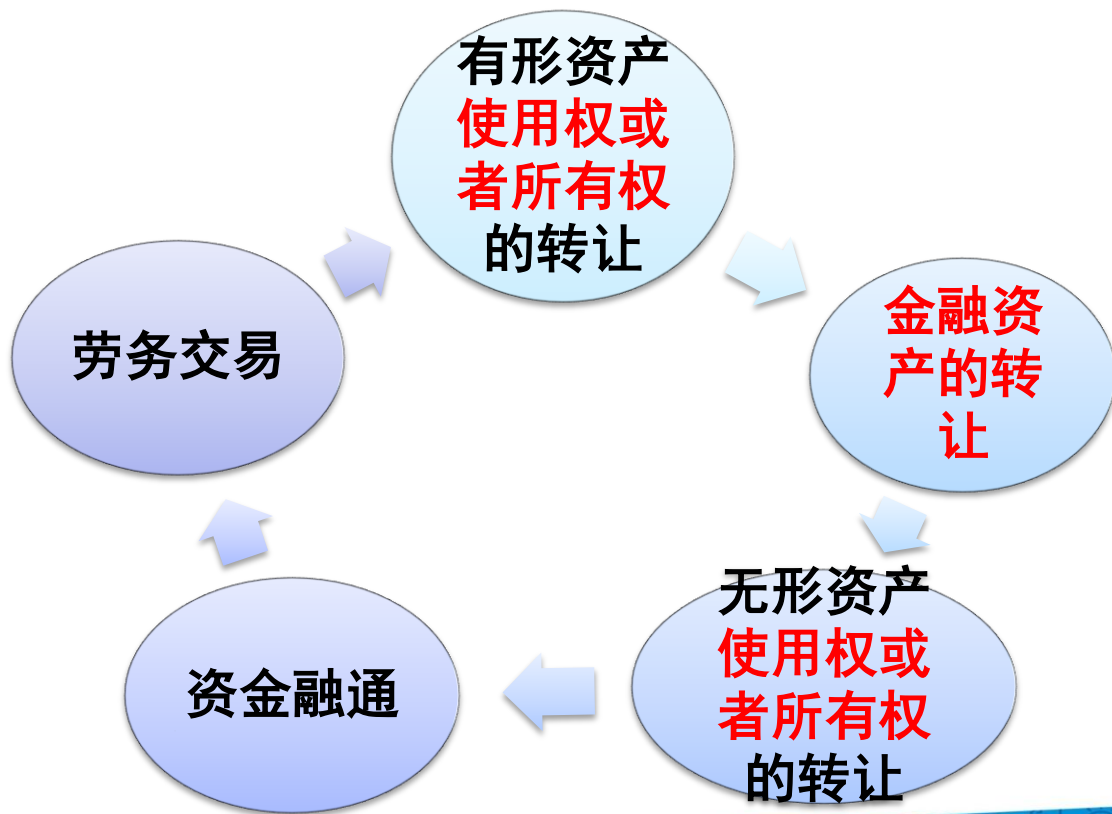 有形资产
使用权或
者所有权
的转让
金融资
产的转
让
无形资产
使用权或
者所有权
的转让
资金融通
劳务交易